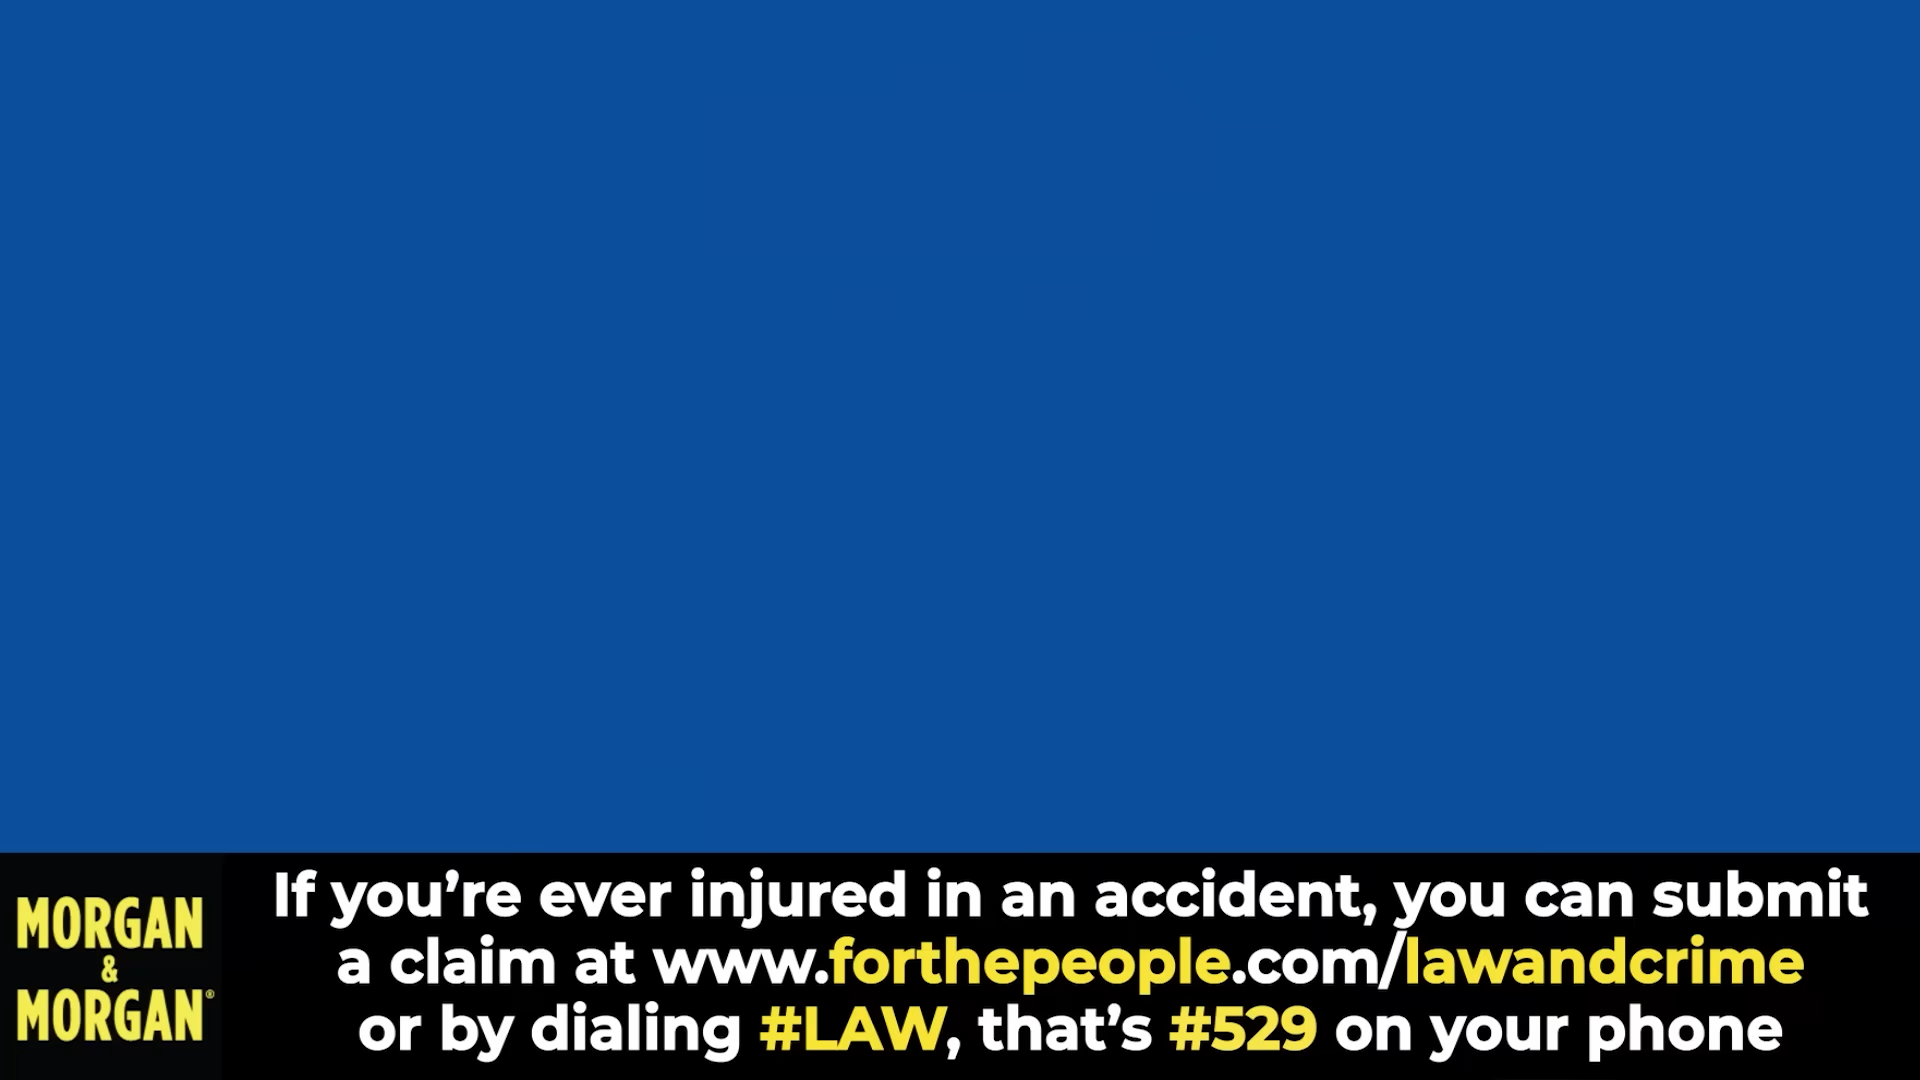 MORGAN
&
MORGAN®
If you’re ever injured in an accident, you can submit
a claim at www.forthepeople.com/lawandcrime
or by dialing #LAW, that’s #529 on your phone